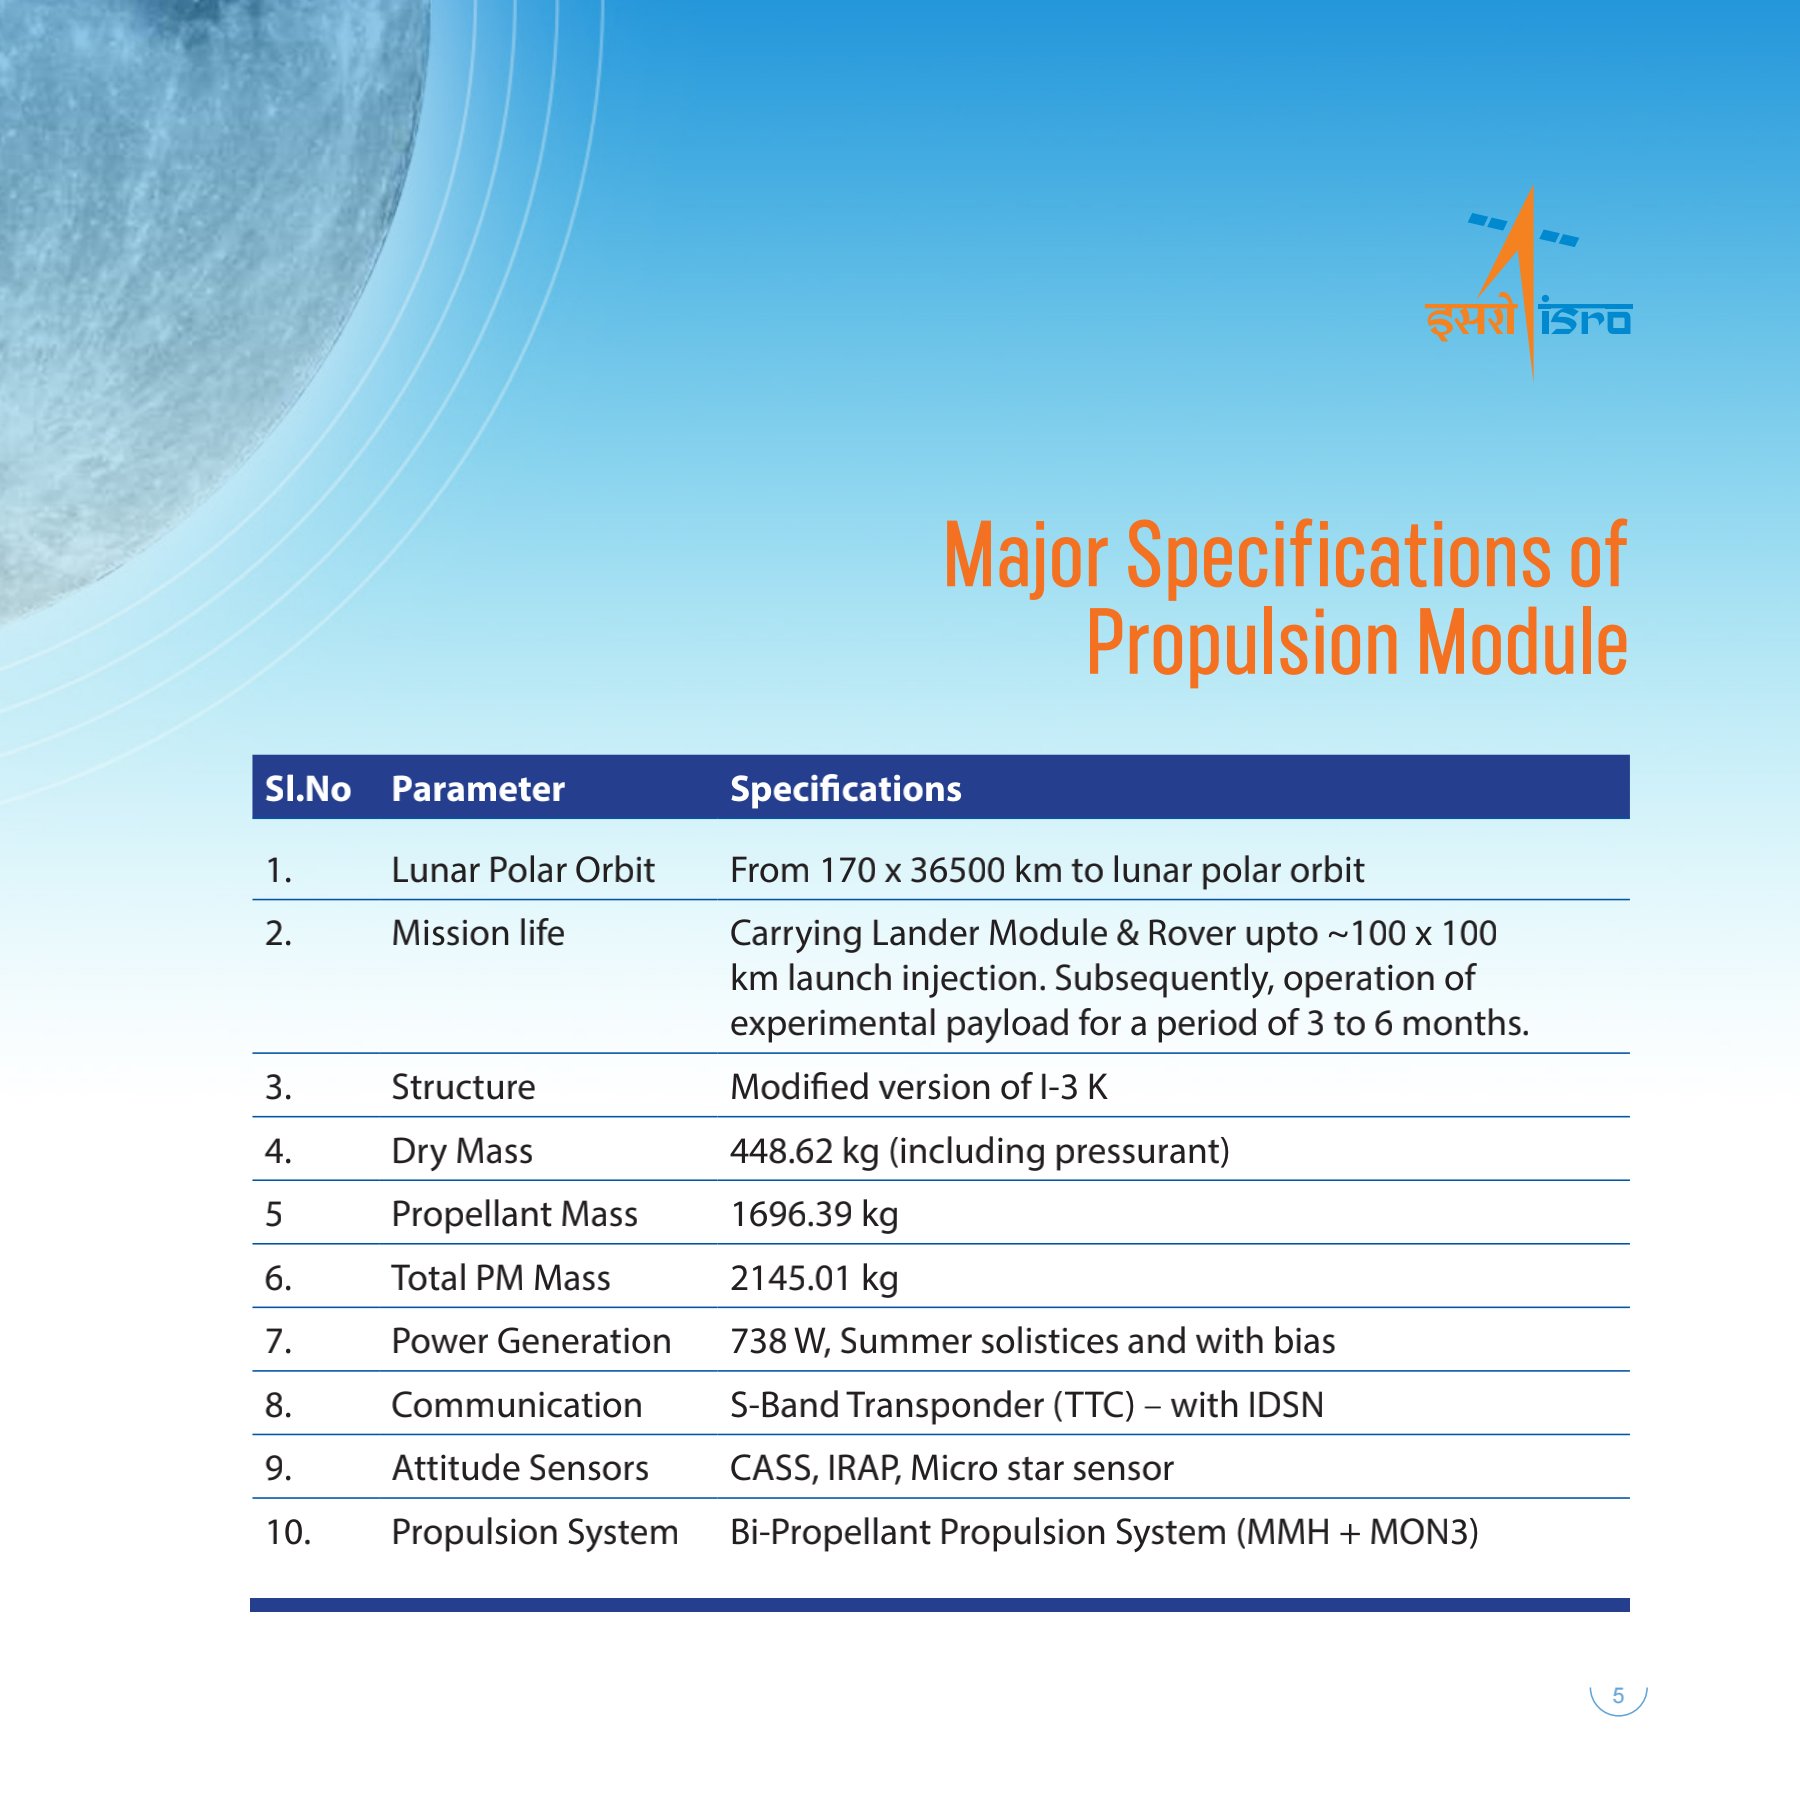 इसरो isro
Major Specifications of
Propulsion Module
Sl.No Parameter Specifications
1. Lunar Polar Orbit From 170 x 36500 km to lunar polar orbit
2. Mission life Carrying Lander Module & Rover upto ~100 x 100
km launch injection. Subsequently, operation of
experimental payload for a period of 3 to 6 months.
3. Structure Modified version of I-3 K
4. Dry Mass 448.62 kg (including pressurant)
5 Propellant Mass 1696.39 kg
6. Total PM Mass 2145.01 kg
7. Power Generation 738 W, Summer solistices and with bias
8. Communication S-Band Transponder (TTC) – with IDSN
9. Attitude Sensors CASS, IRAP, Micro star sensor
10. Propulsion System Bi-Propellant Propulsion System (MMH + MON3)
5